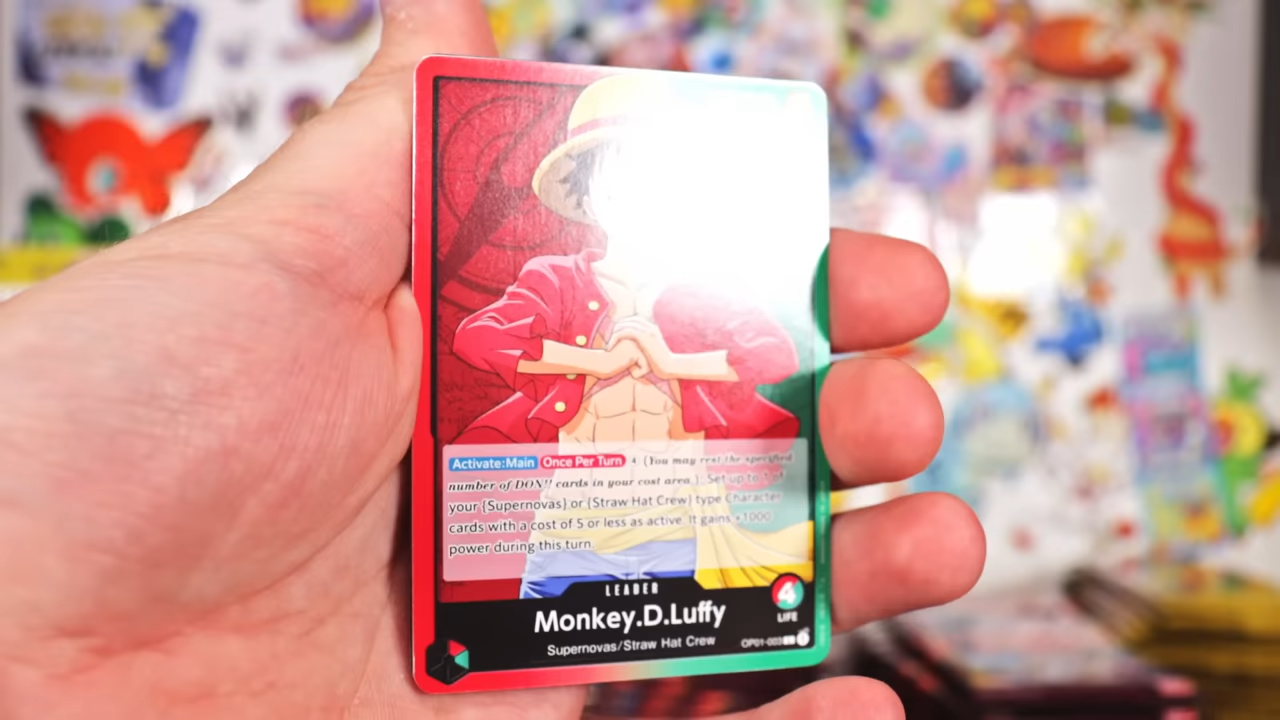 Activate:Main Once Per Turn 4 (You may rest the specified
number of DON!! cards in your cost area.): Set up to 1 of
your {Supernovas} or {Straw Hat Crew} type Character
cards with a cost of 5 or less as active. It gains +1000
power during this turn.
LEADER
4
Monkey.D.Luffy
LIFE
Supernovas/Straw Hat Crew
OP01-003 L 1